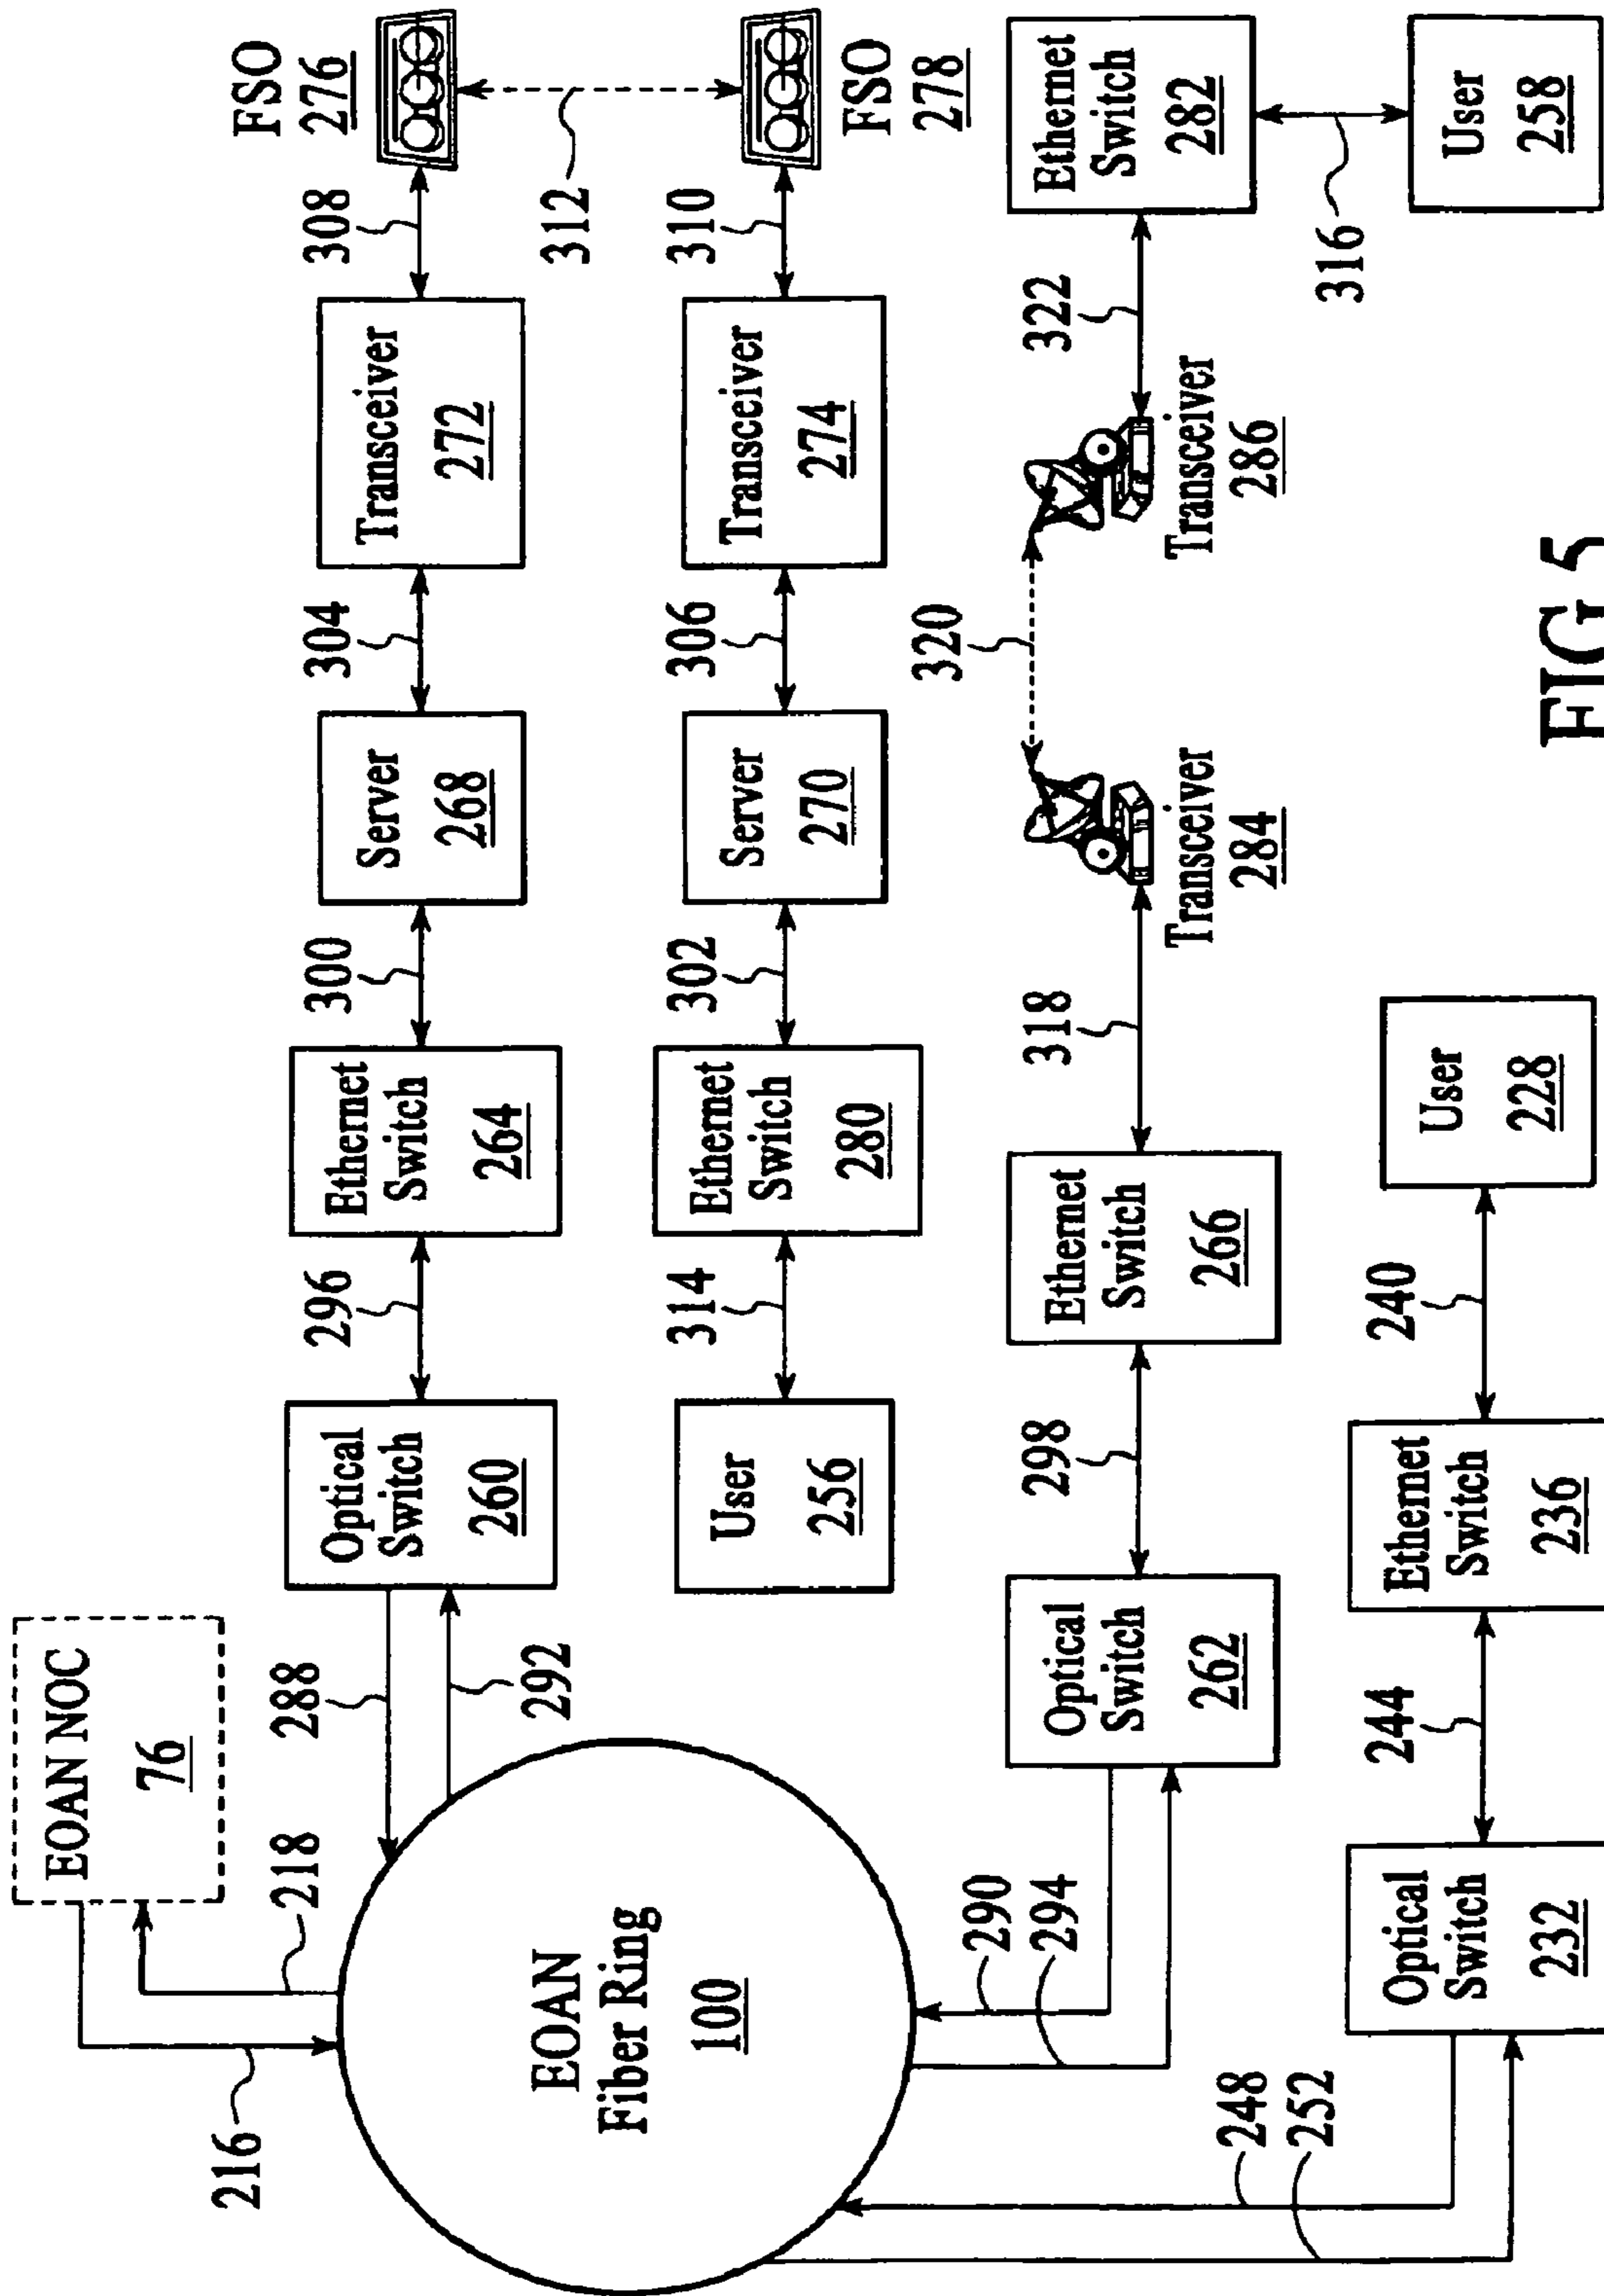 EOAN NOC
76
216
218
EOAN
Fiber Ring
100
288
292
Optical
Switch
260
296
Ethernet
Switch
264
300
Server
268
304
Transceiver
272
308
FSO
276
312
User
256
314
Ethernet
Switch
280
302
Server
270
306
Transceiver
274
310
FSO
278
290
294
Optical
Switch
262
298
Ethernet
Switch
266
318
Transceiver
284
320
Transceiver
286
322
Ethernet
Switch
282
316
User
258
248
252
Optical
Switch
232
244
Ethernet
Switch
236
240
User
228
FIG 5